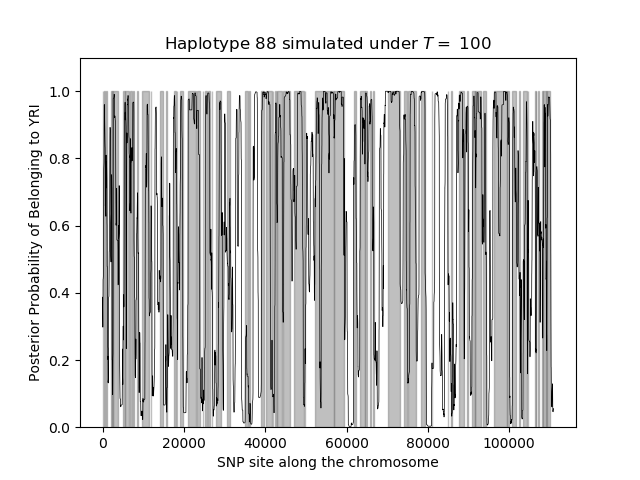 Haplotype 88 simulated under T = 100
Posterior Probability of Belonging to YRI
1.0
0.8
0.6
0.4
0.2
0.0
0 20000 40000 60000 80000 100000
SNP site along the chromosome